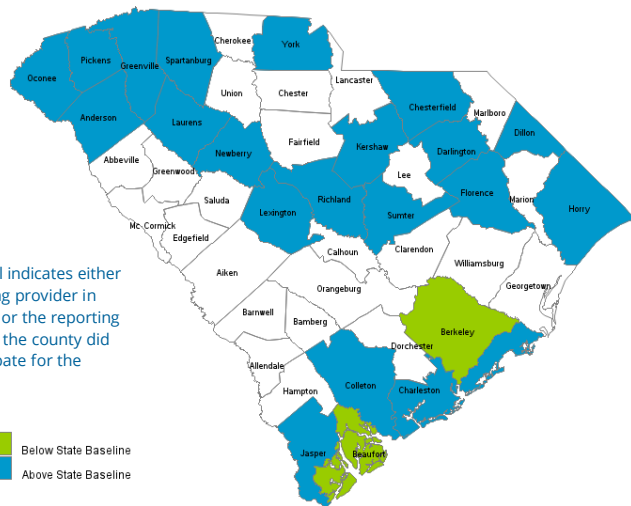 Cherokee
York
Pickens
Greenville
Spartanburg
Oconee
Union
Chester
Lancaster
Chesterfield
Marlboro
Anderson
Laurens
Dillon
Fairfield
Kershaw
Darlington
Newberry
Abbeville
Greenwood
Lee
Florence
Marion
Horry
Saluda
Lexington
Richland
Sumter
Mc Cormick
Edgefield
Calhoun
Clarendon
Williamsburg
Aiken
Orangeburg
Georgetown
Barnwell
Bamberg
Berkeley
Dorchester
Allendale
Hampton
Colleton
Charleston
Jasper
Beaufort
l indicates either
ng provider in
or the reporting
the county did
pate for the
Below State Baseline
Above State Baseline